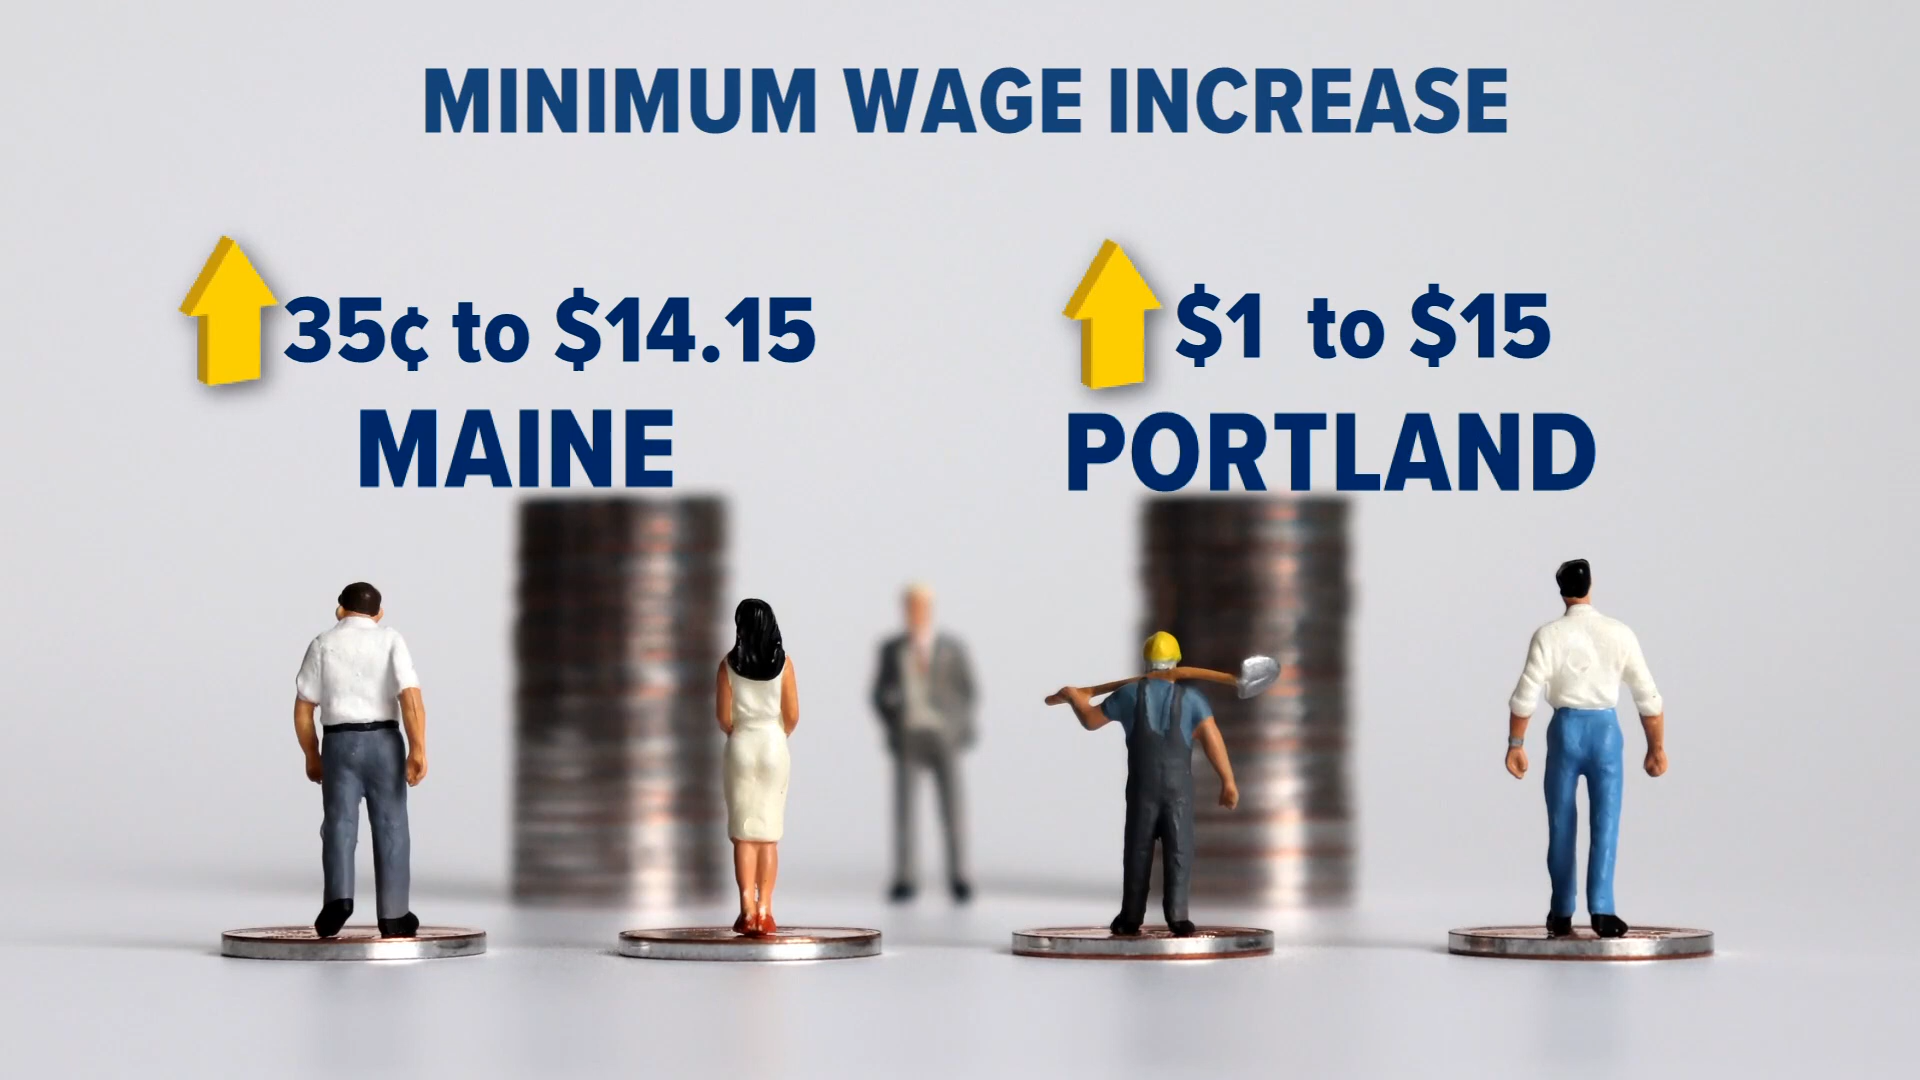 MINIMUM WAGE INCREASE
35¢ to $14.15
MAINE
$1 to $15
PORTLAND